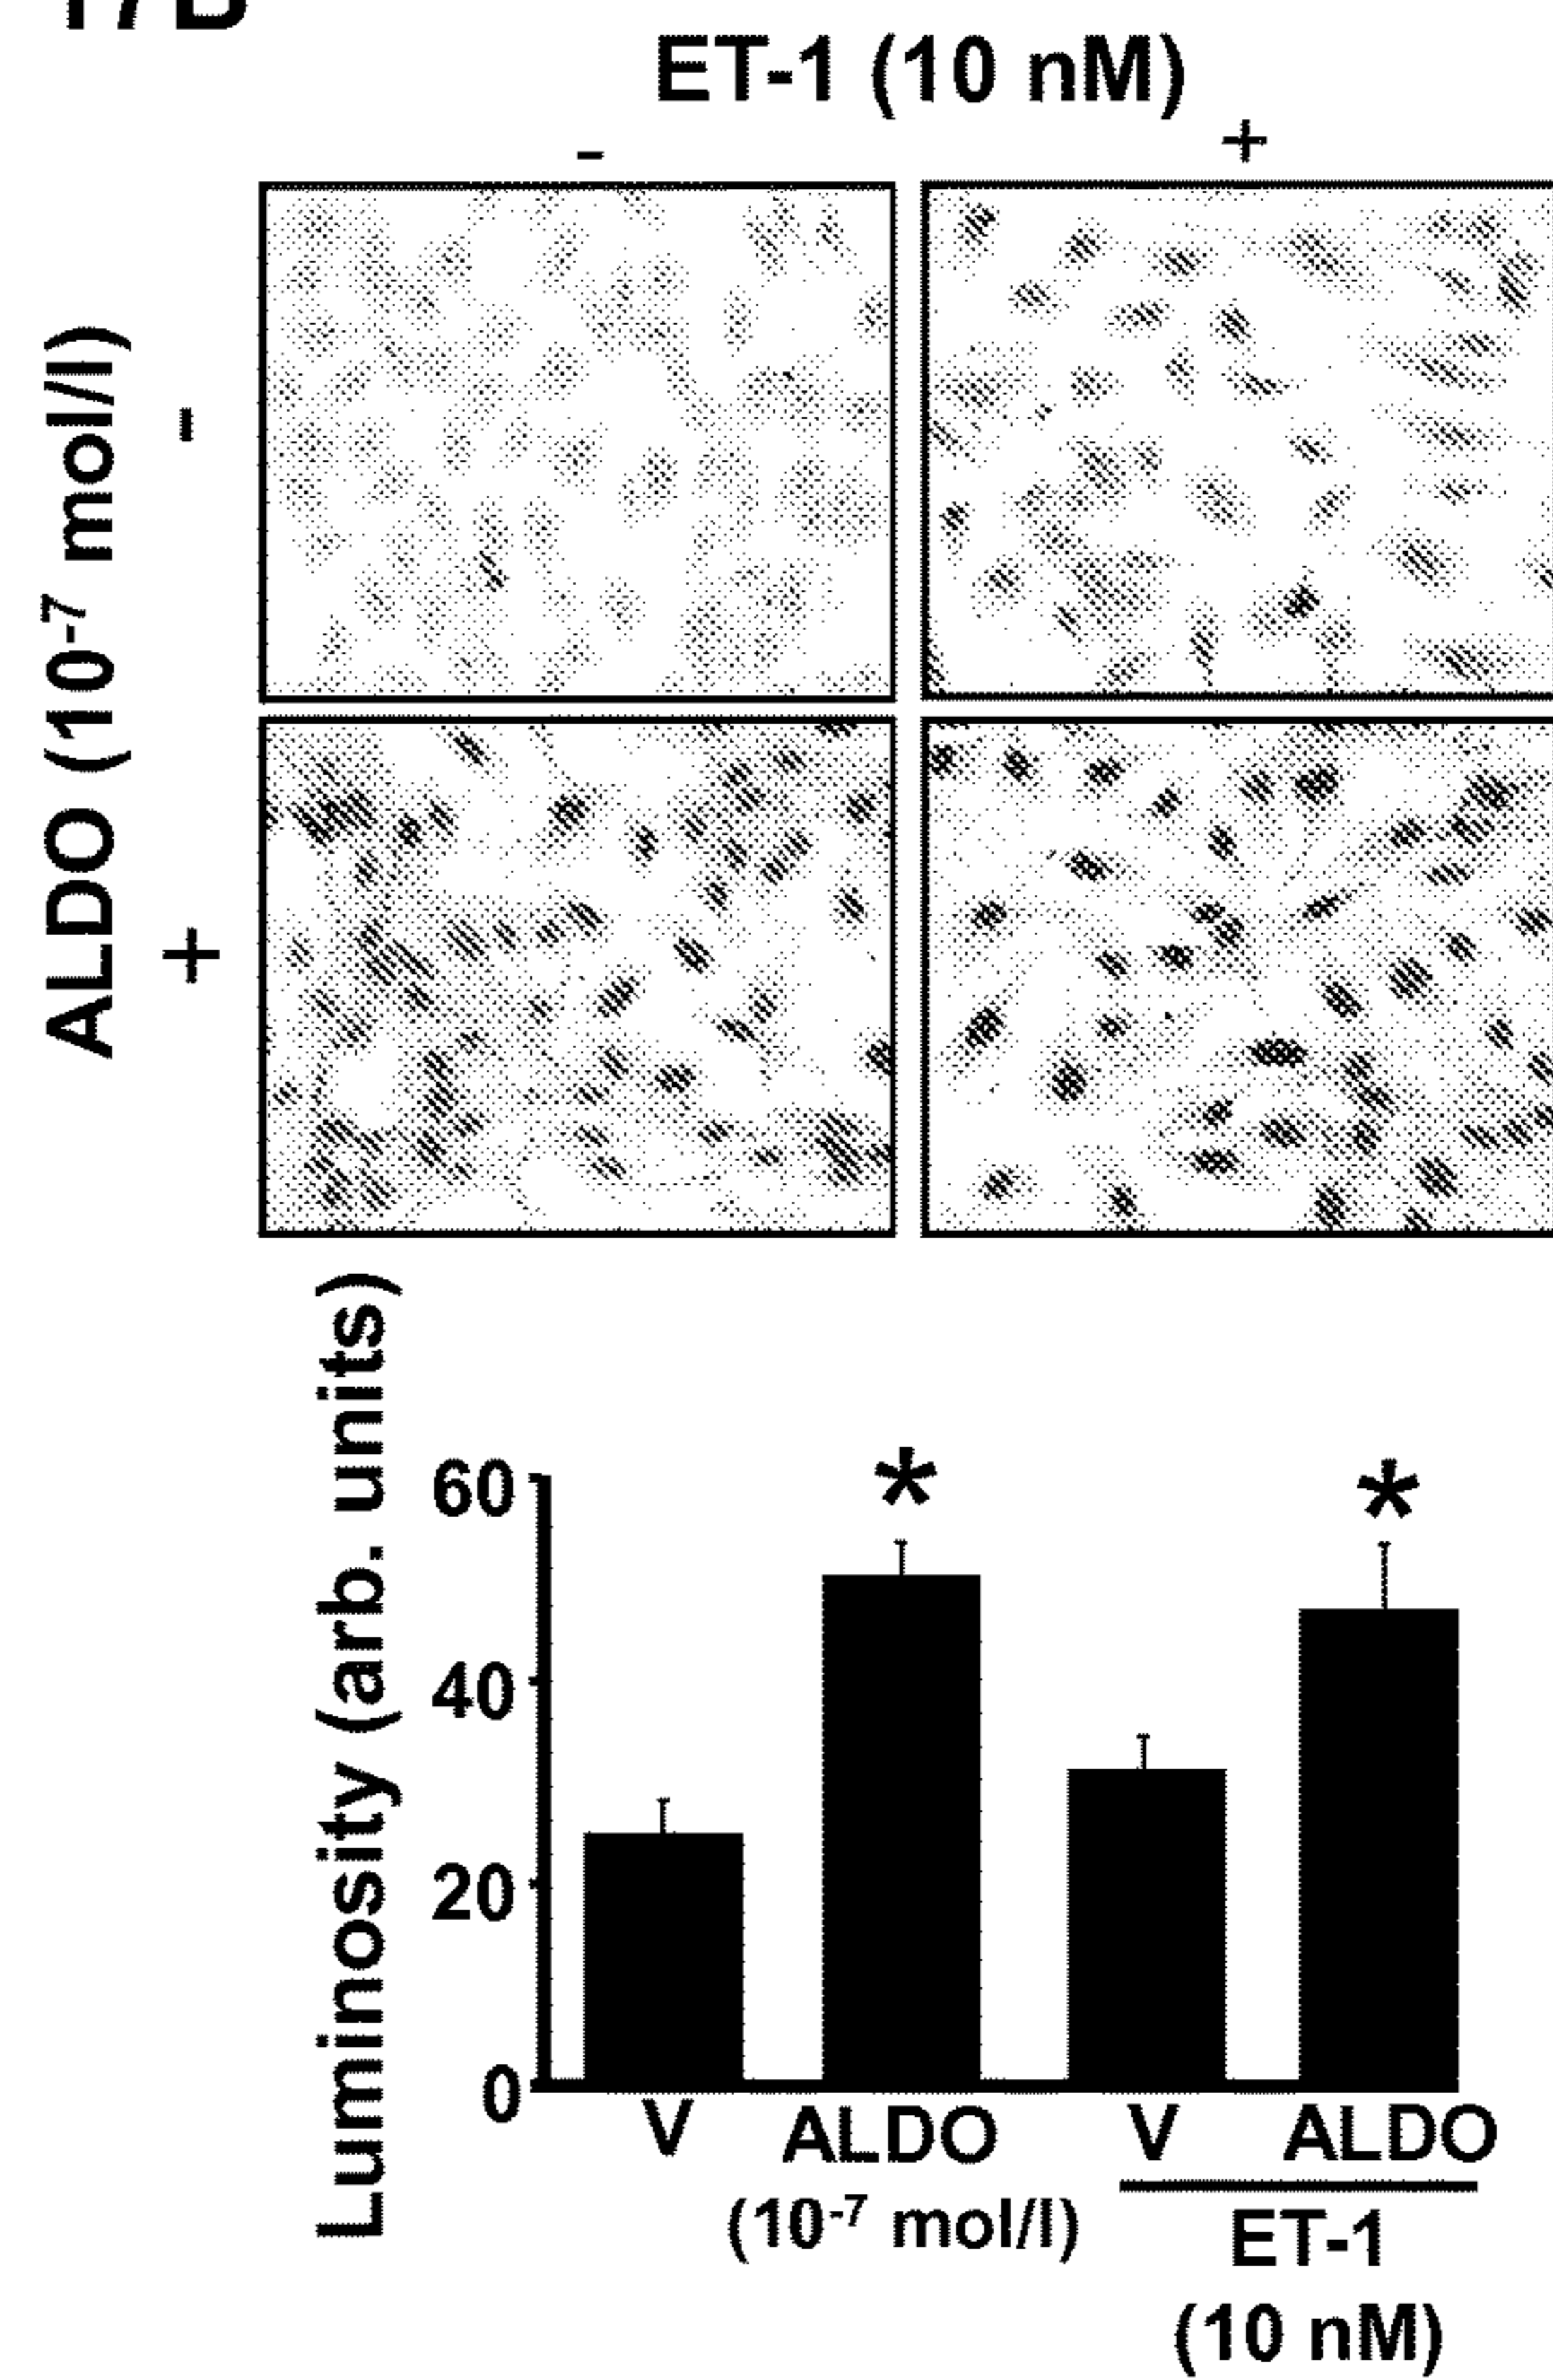 ET-1 (10 nM)
- +
ALDO (10⁻⁷ mol/l)
-
+
Luminosity (arb. units)
60
40
20
0
* *
V ALDO V ALDO
(10⁻⁷ mol/l)
ET-1
(10 nM)